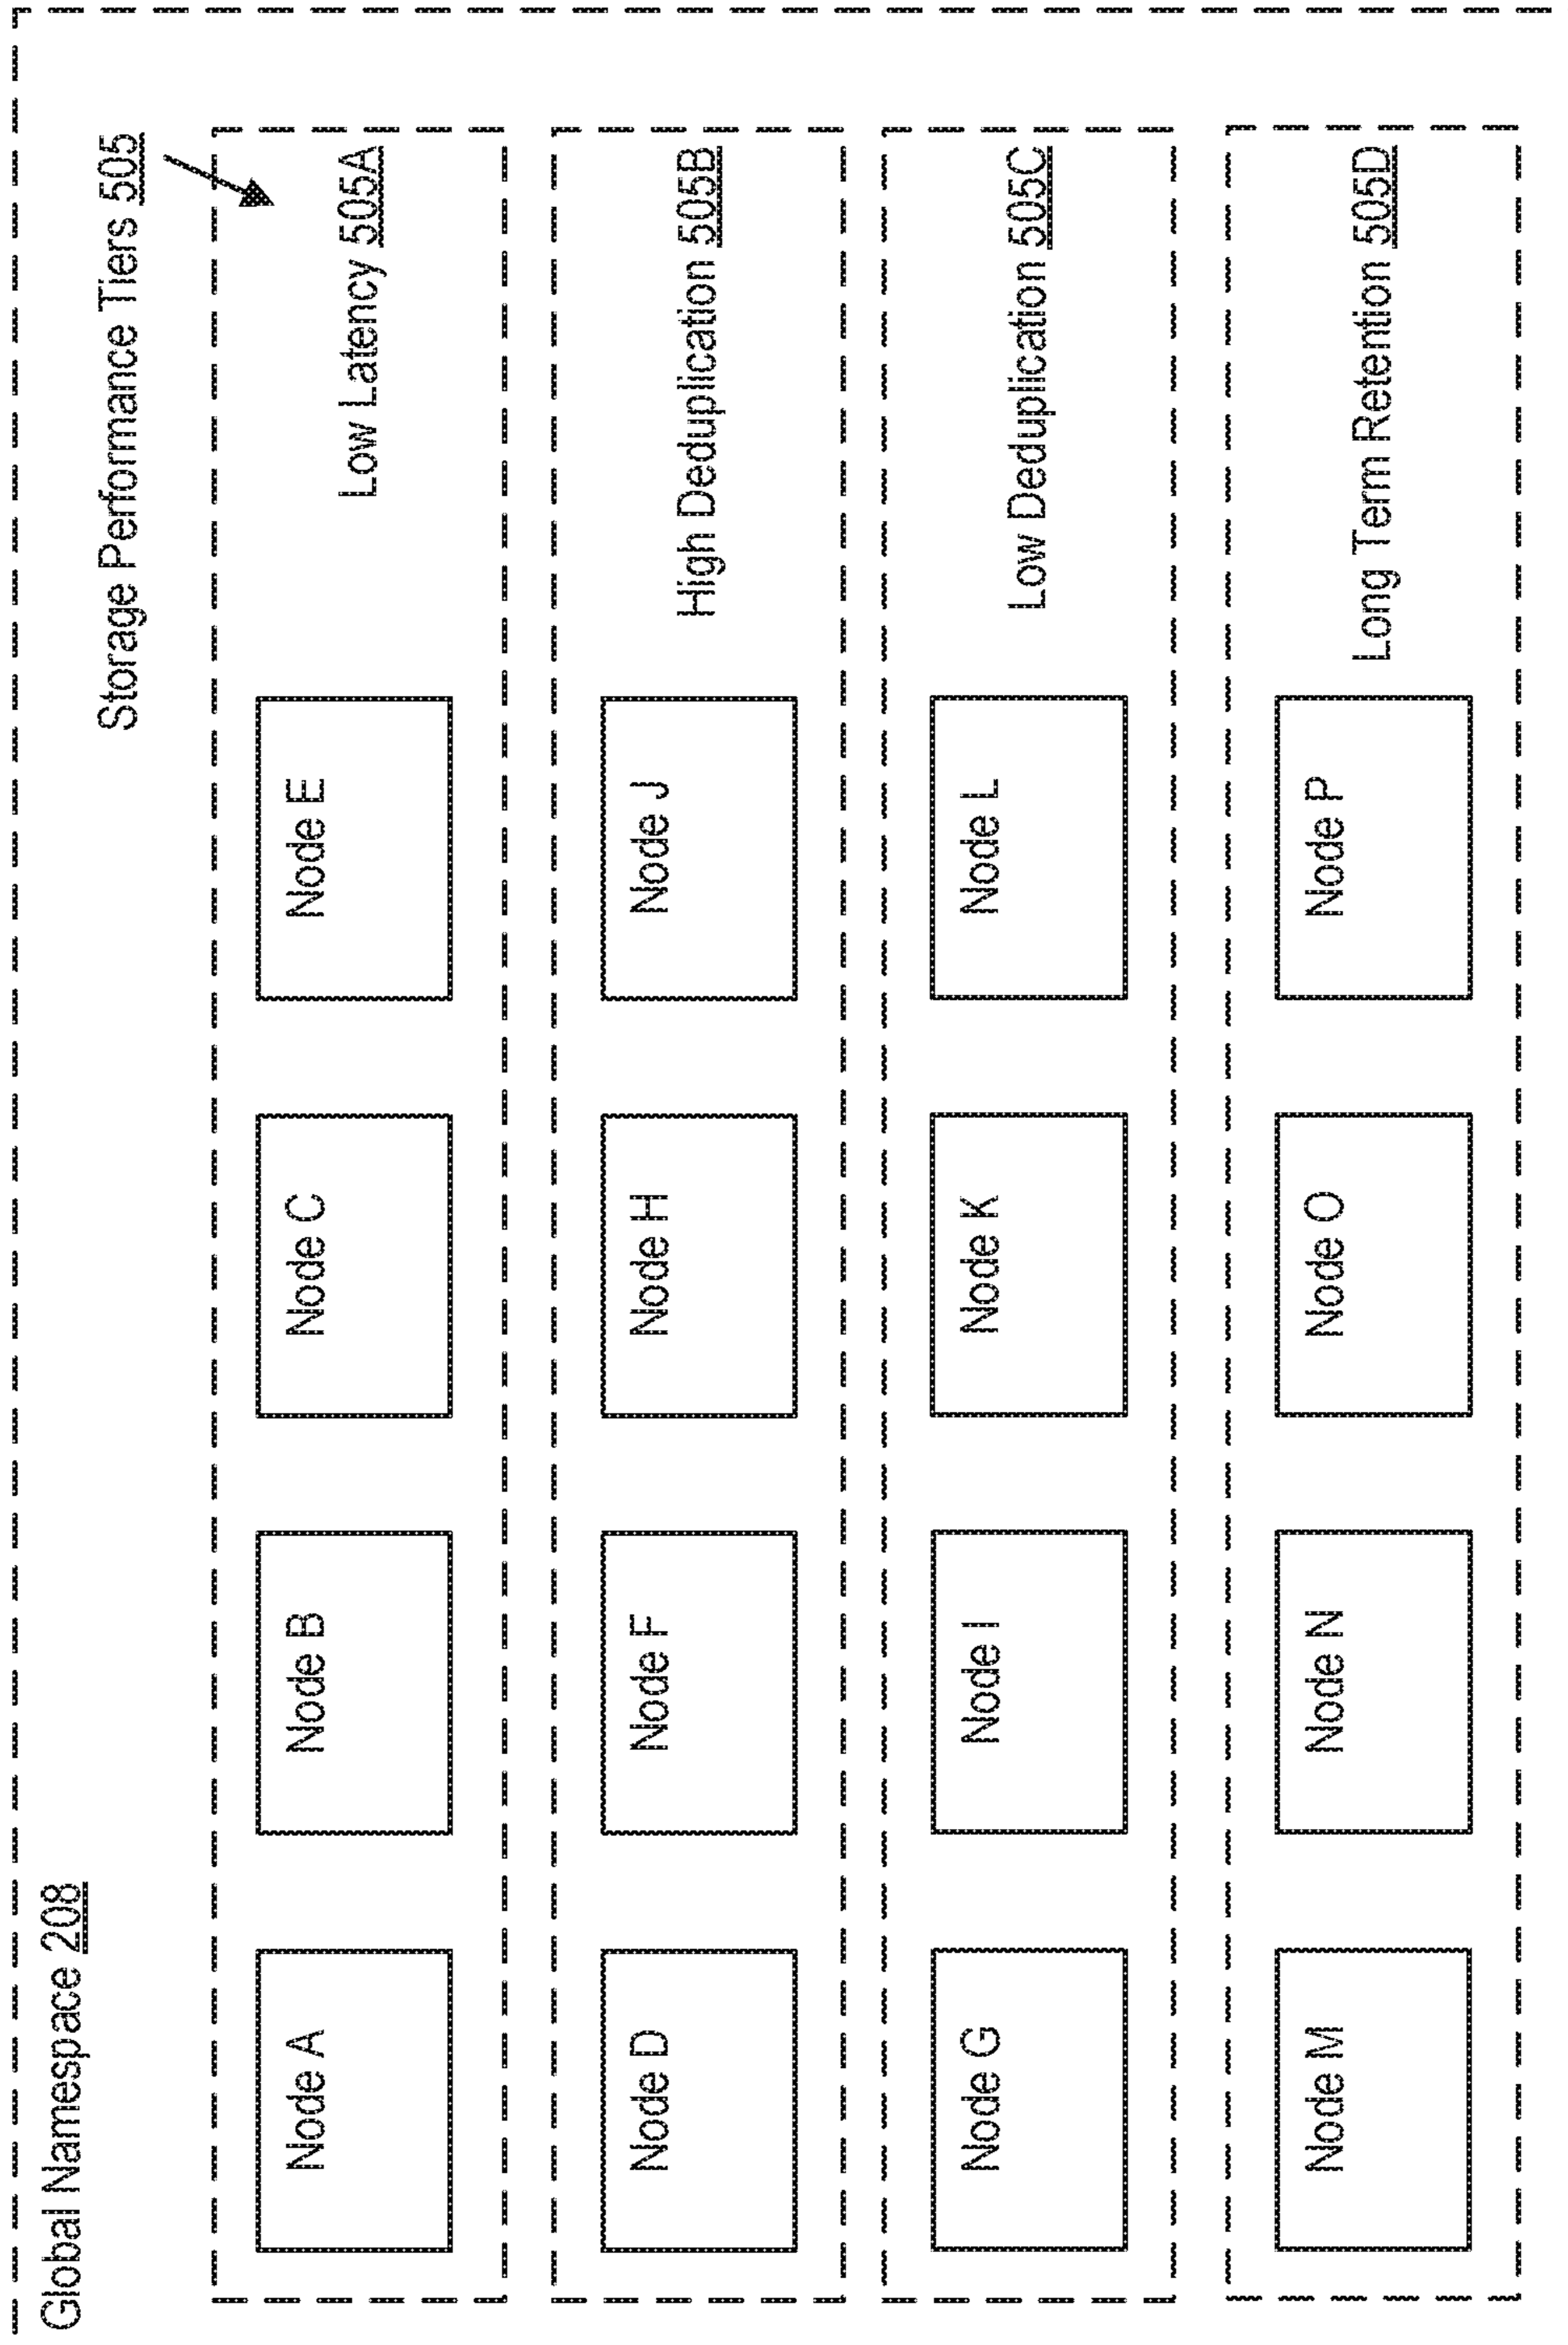 Global Namespace 208
Storage Performance Tiers 505
Node A
Node B
Node C
Node E
Low Latency 505A
Node D
Node F
Node H
Node J
High Deduplication 505B
Node G
Node I
Node K
Node L
Low Deduplication 505C
Node M
Node N
Node O
Node P
Long Term Retention 505D